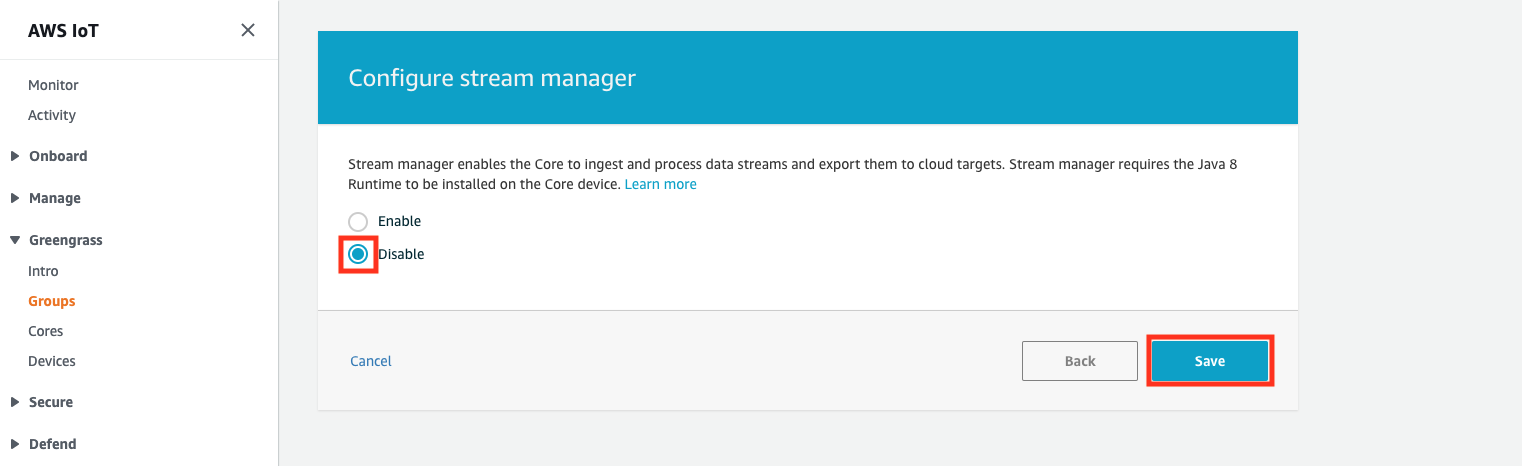 AWS IoT
Monitor
Activity
Onboard
Manage
Greengrass
Intro
Groups
Cores
Devices
Secure
Defend
Configure stream manager
Stream manager enables the Core to ingest and process data streams and export them to cloud targets. Stream manager requires the Java 8
Runtime to be installed on the Core device. Learn more
Enable
Disable
Cancel
Back
Save